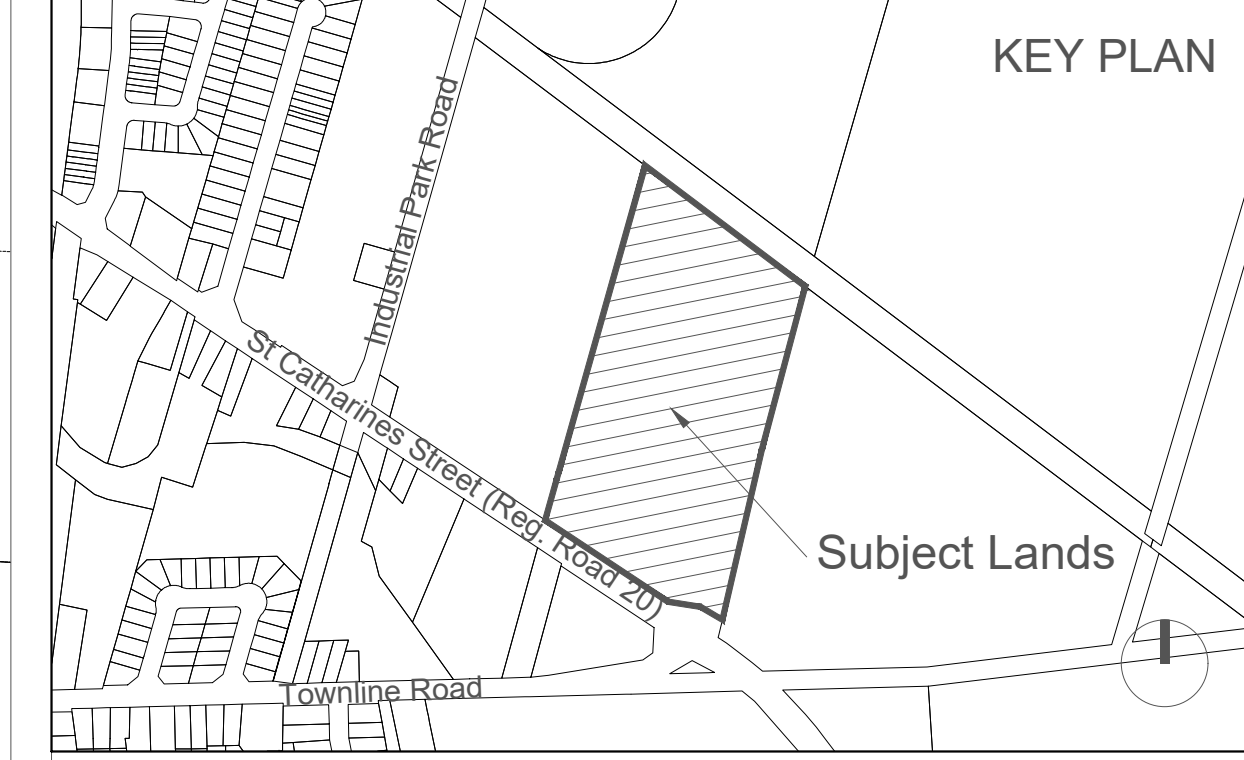 KEY PLAN
Industrial Park Road
St Catharines Street (Reg. Road 20)
Subject Lands
Townline Road